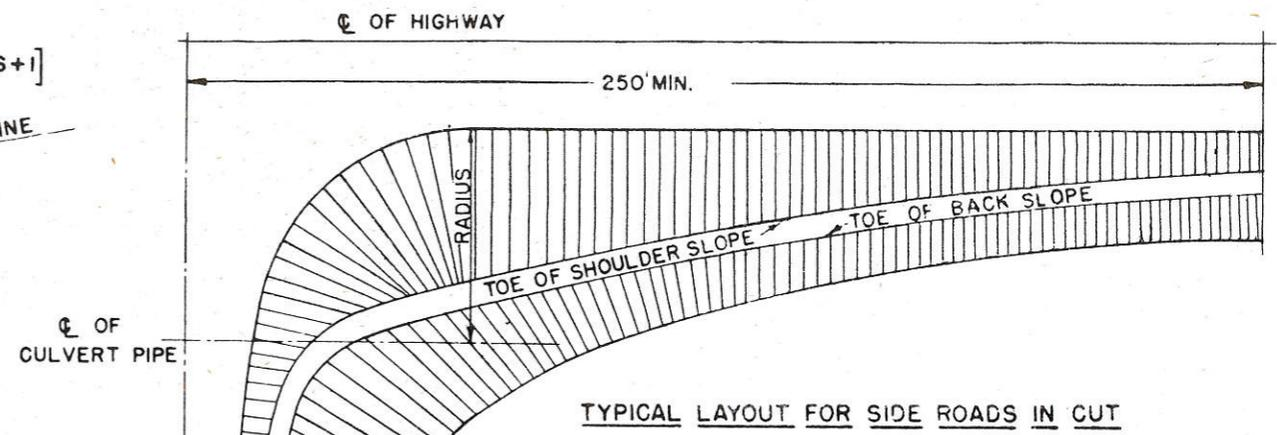 ℄ OF HIGHWAY
S+1]
250' MIN.
INE
RADIUS
TOE OF BACK SLOPE
TOE OF SHOULDER SLOPE
℄ OF
CULVERT PIPE
TYPICAL LAYOUT FOR SIDE ROADS IN CUT